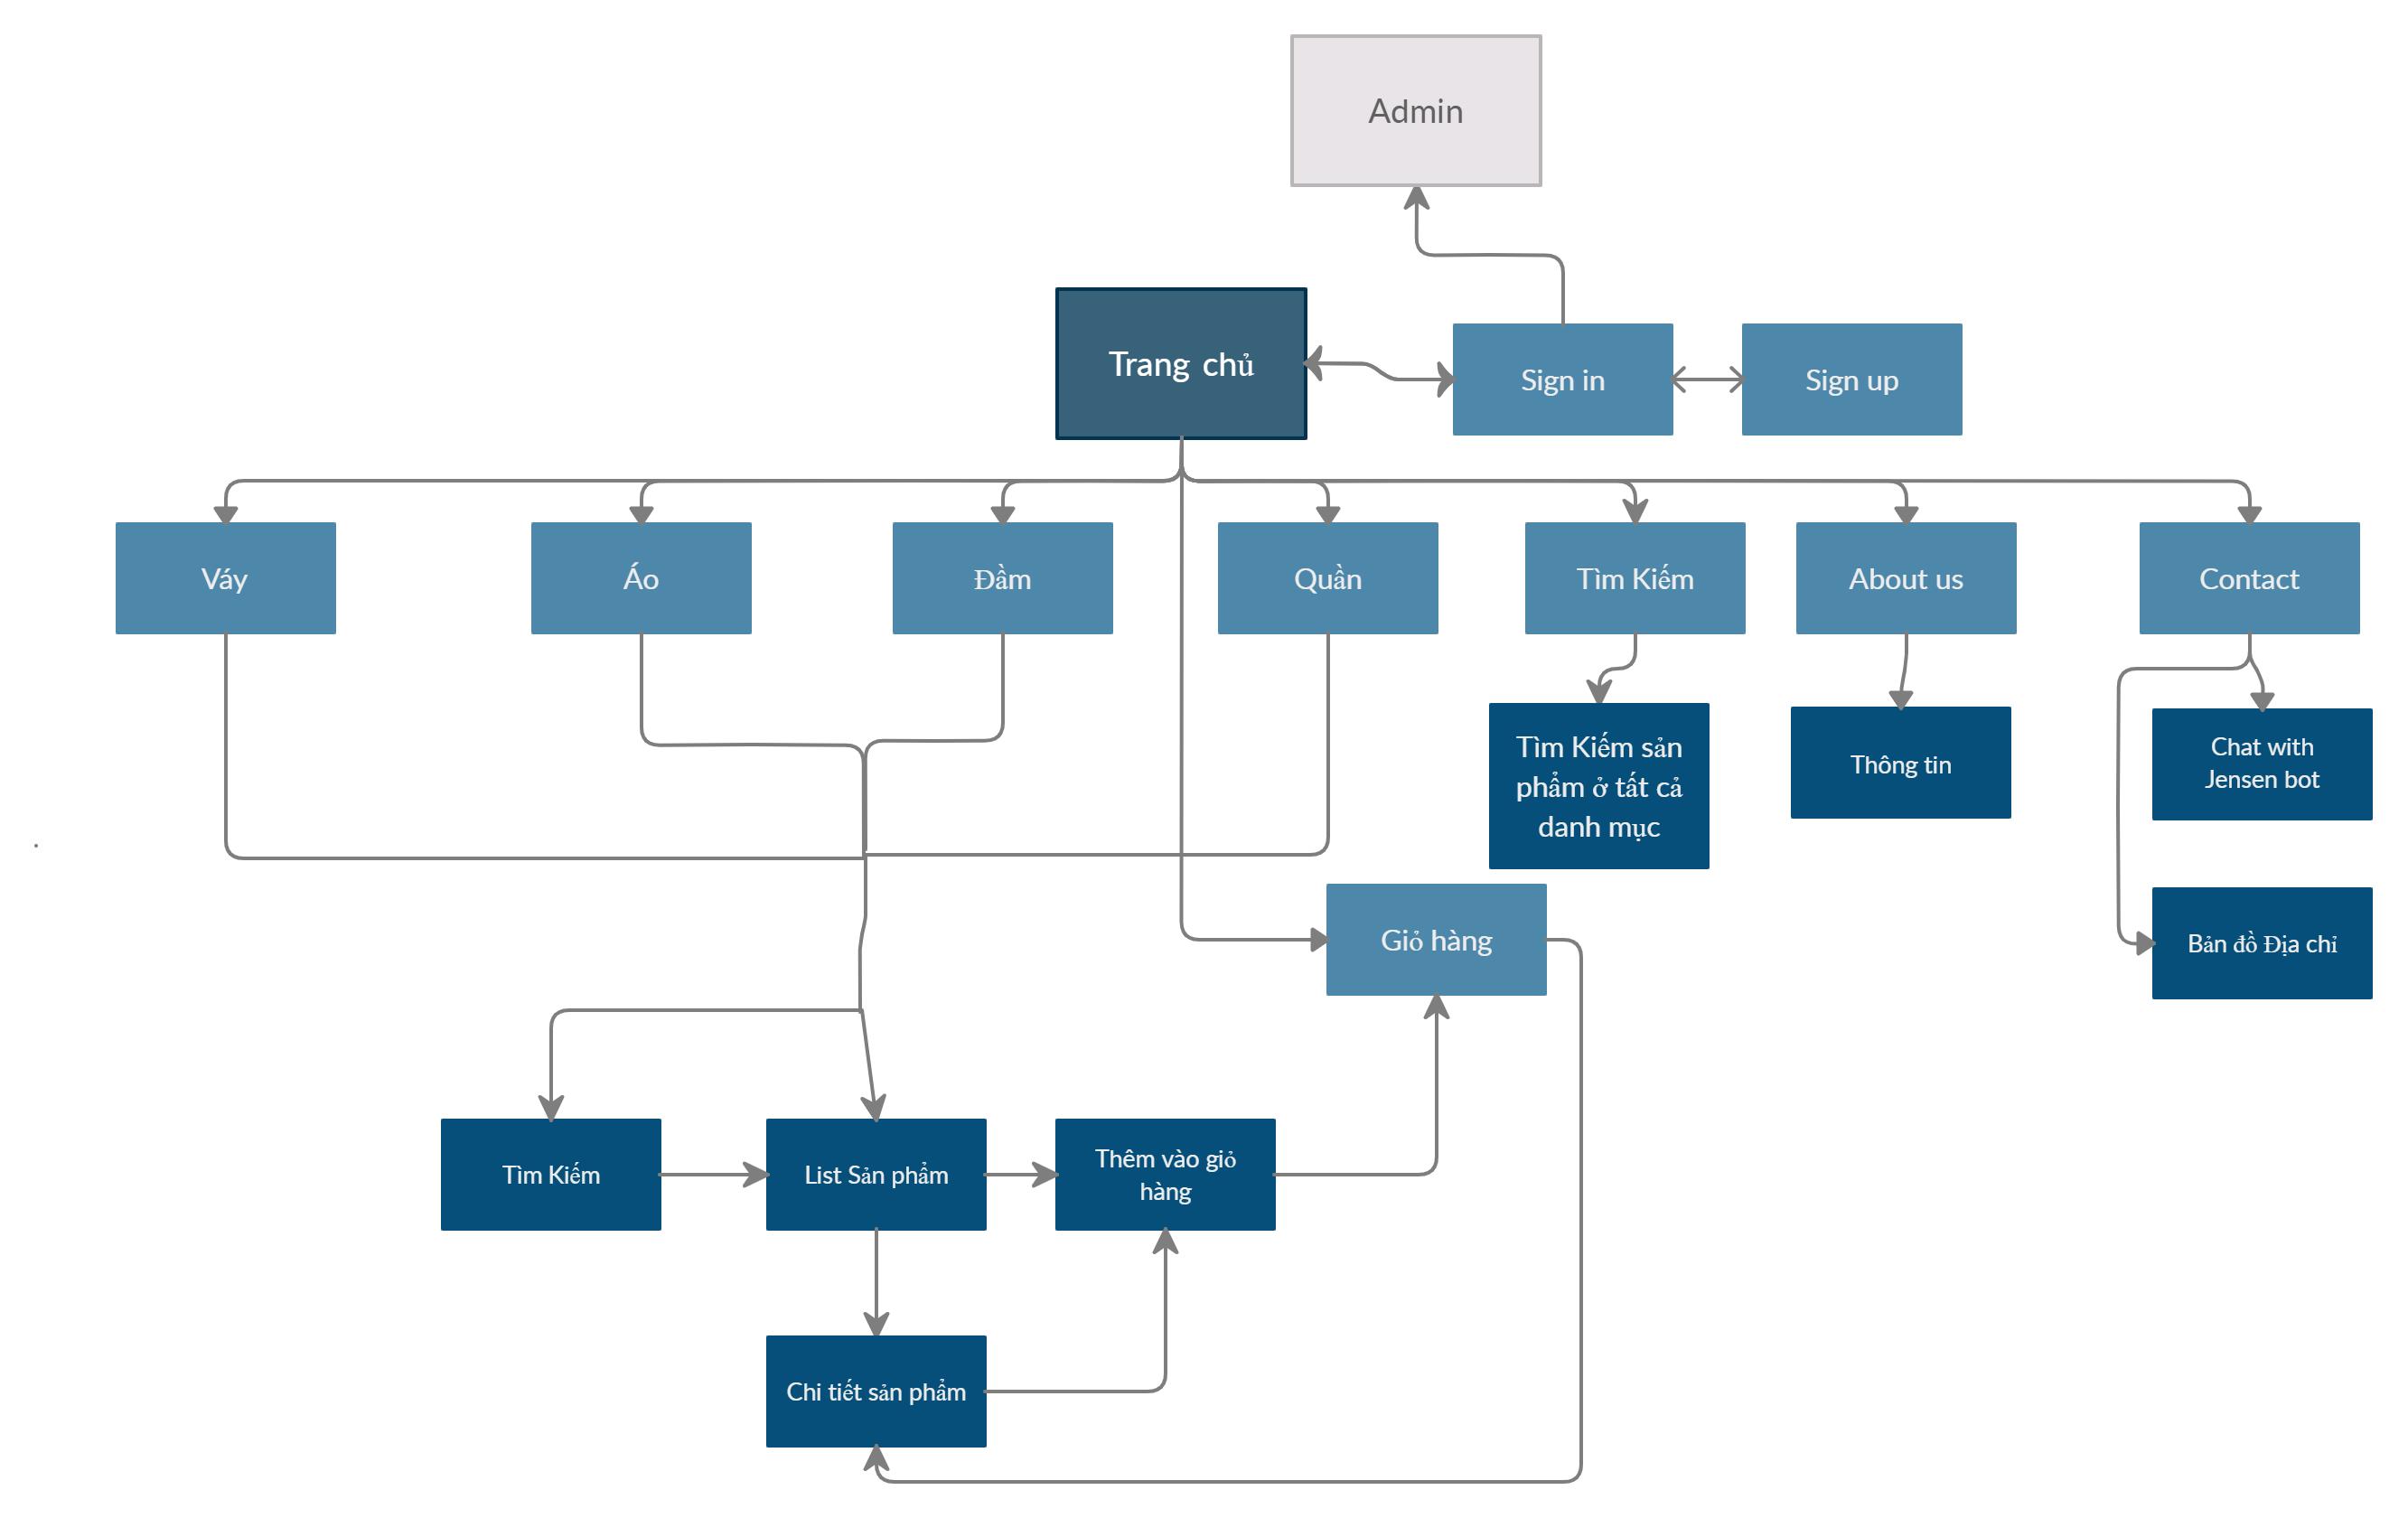 Admin
Trang chủ
Sign in
Sign up
Váy
Áo
Đầm
Quần
Tìm Kiếm
About us
Contact
Tìm Kiếm sản
phẩm ở tất cả
danh mục
Thông tin
Chat with
Jensen bot
Giỏ hàng
Bản đồ Địa chỉ
Tìm Kiếm
List Sản phẩm
Thêm vào giỏ
hàng
Chi tiết sản phẩm